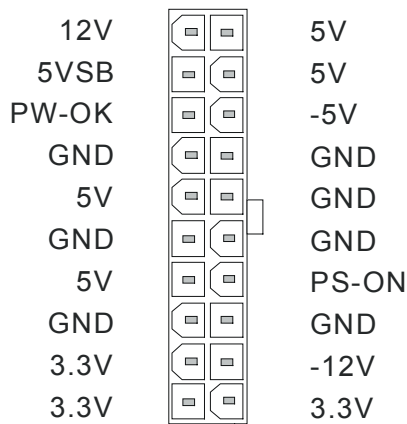 12V 5V
5VSB 5V
PW-OK -5V
GND GND
5V GND
GND GND
5V PS-ON
GND GND
3.3V -12V
3.3V 3.3V